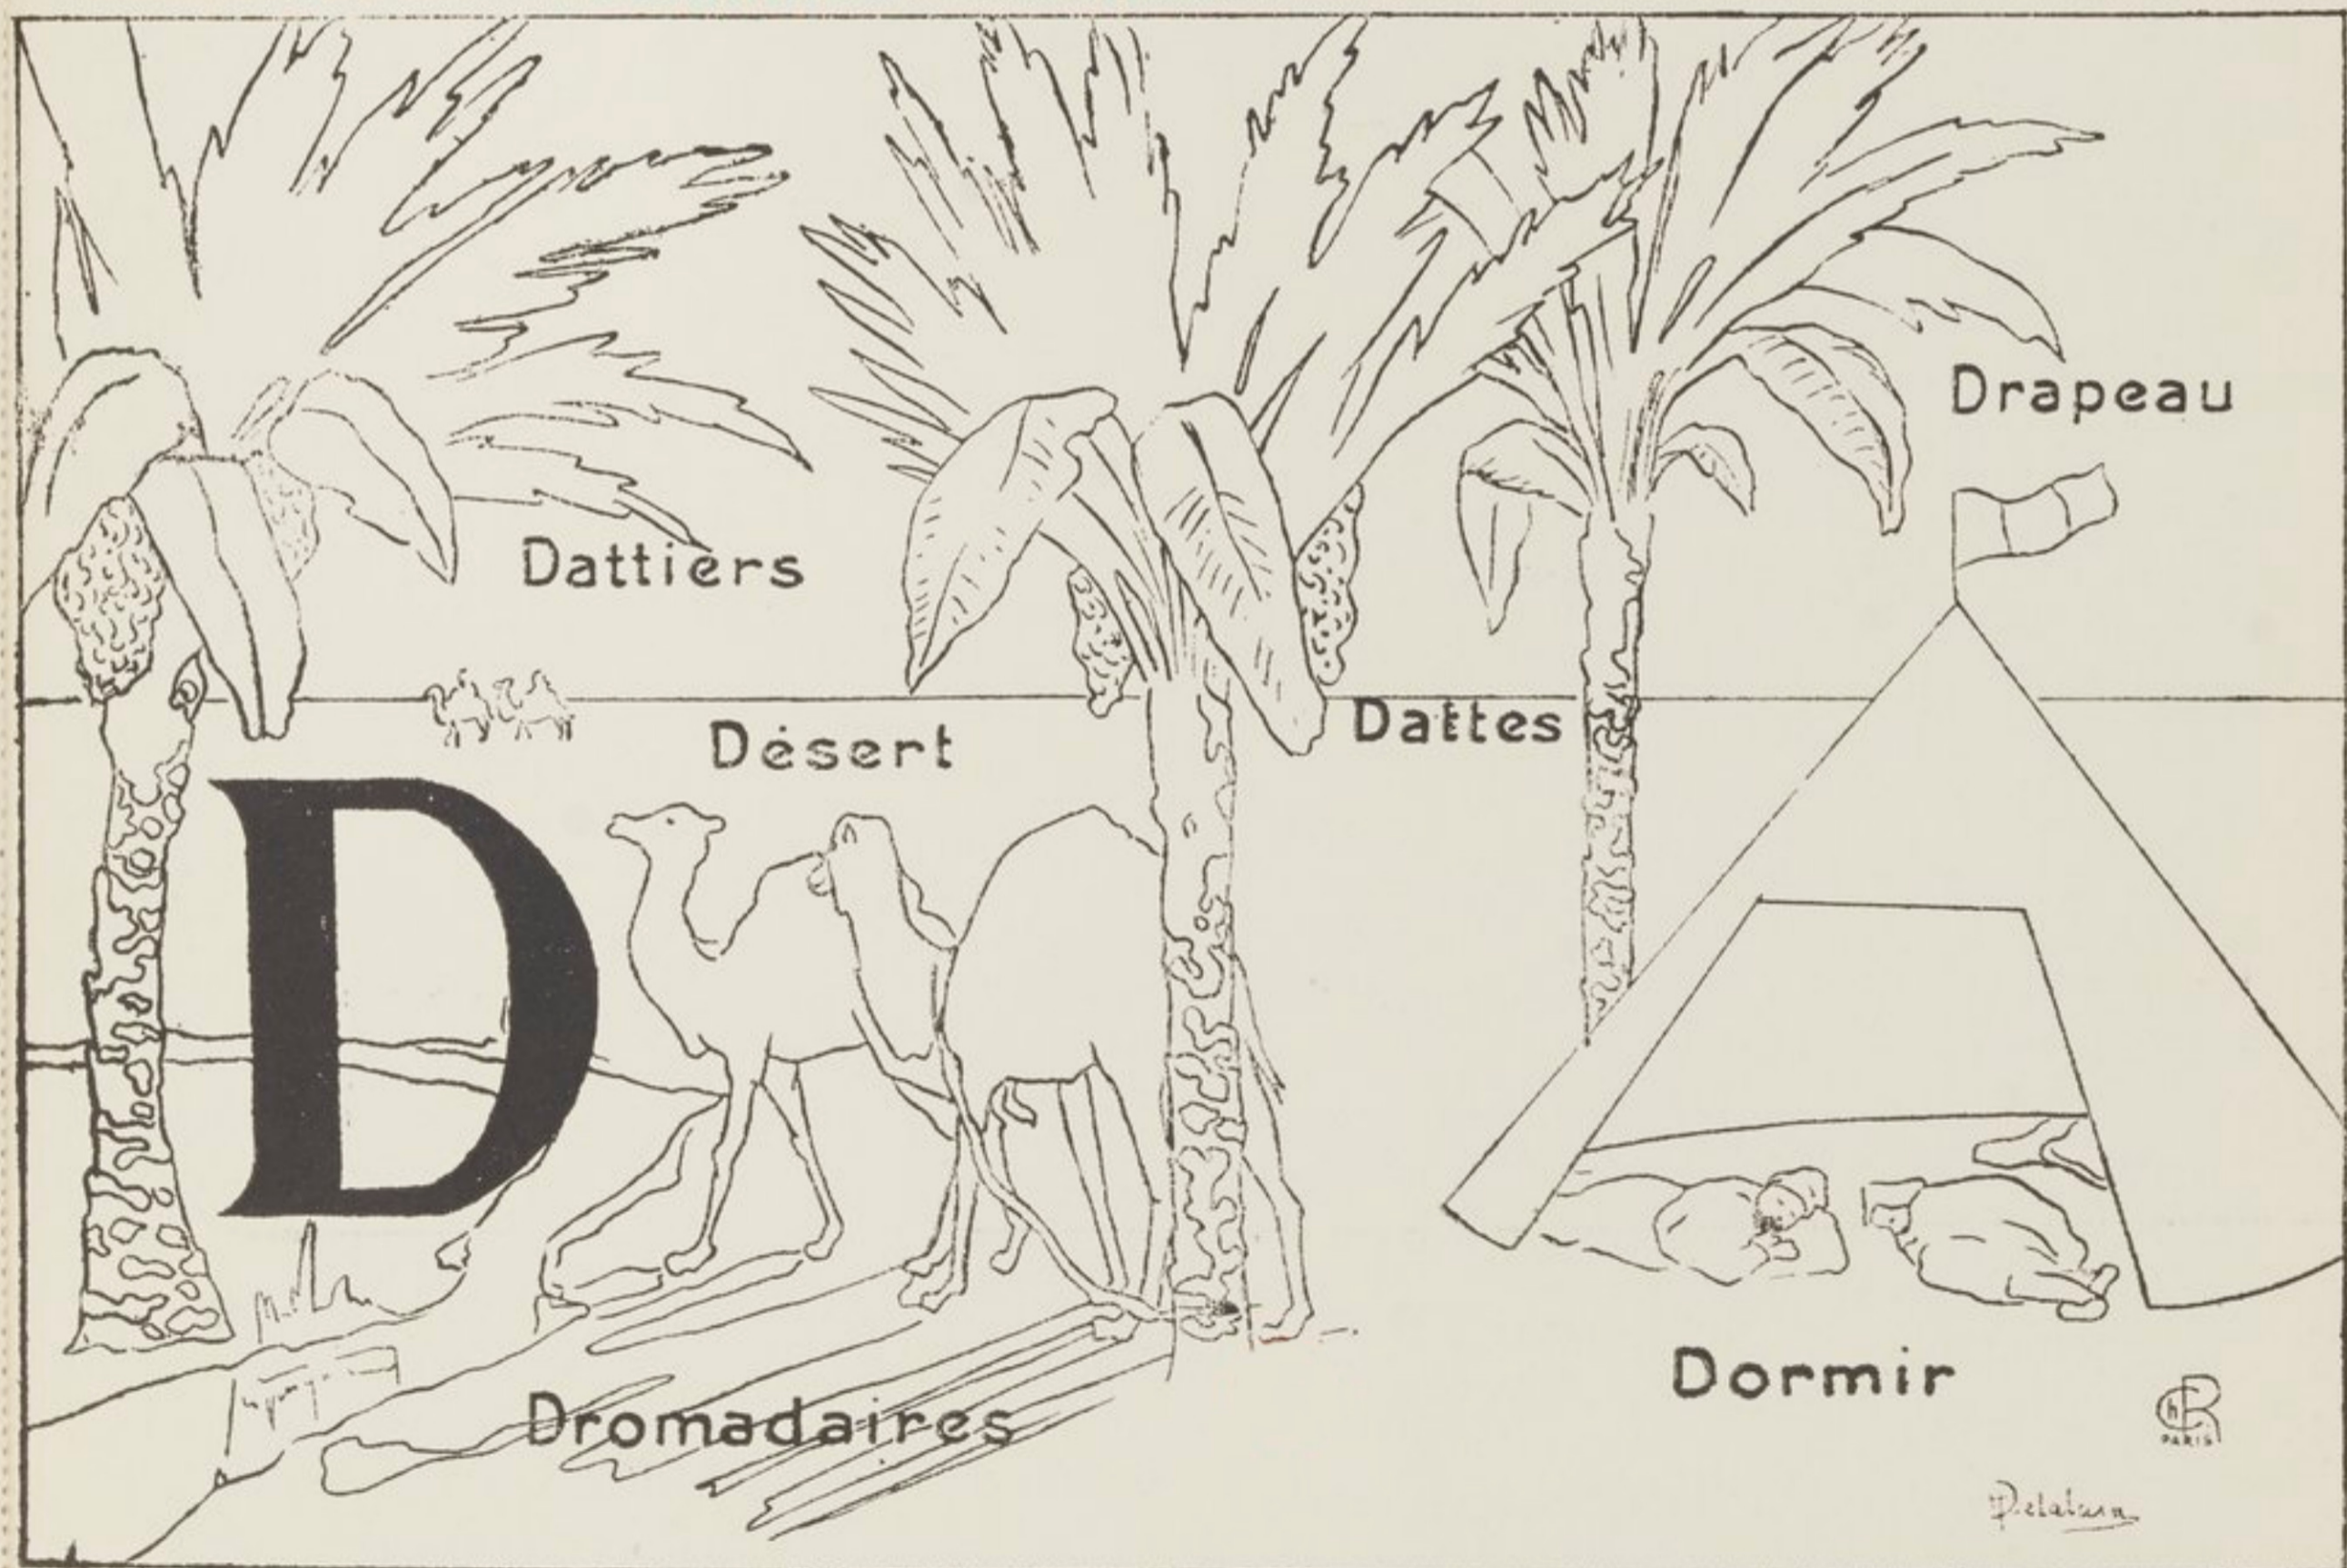 Drapeau
Dattiers
Désert
Dattes
D
Dormir
Dromadaires
PARIS